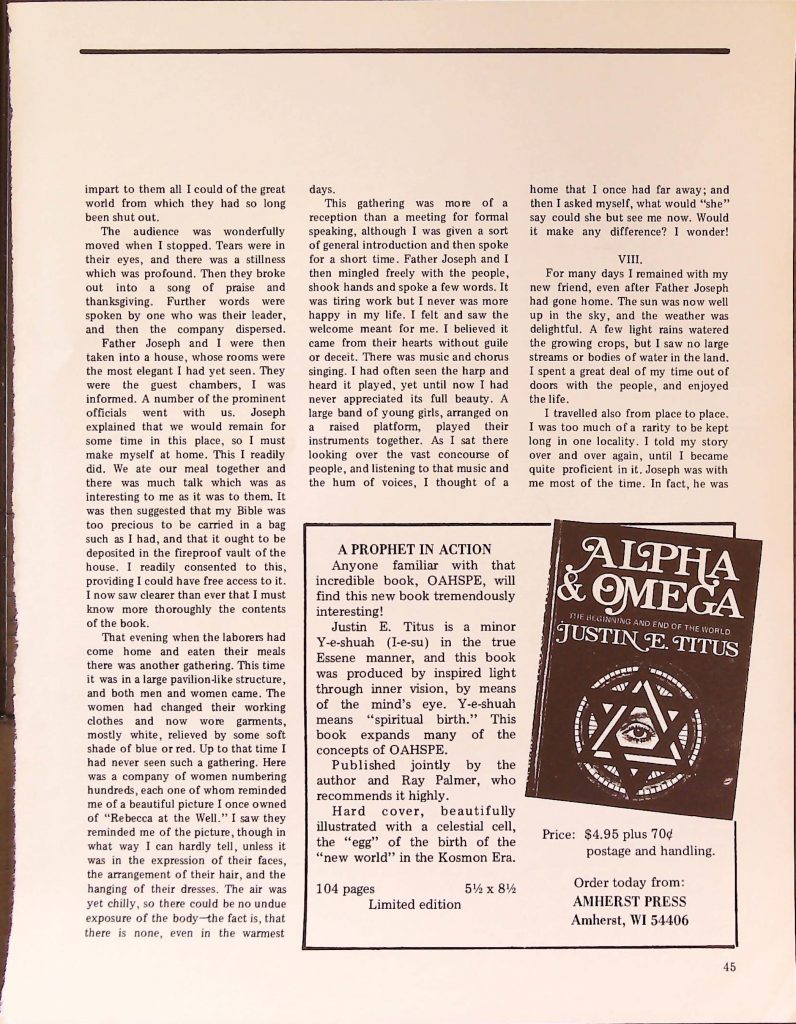 impart to them all I could of the great
world from which they had so long
been shut out.
The audience was wonderfully
moved when I stopped. Tears were in
their eyes, and there was a stillness
which was profound. Then they broke
out into a song of praise and
thanksgiving. Further words were
spoken by one who was their leader,
and then the company dispersed.
Father Joseph and I were then
taken into a house, whose rooms were
the most elegant I had yet seen. They
were the guest chambers, I was
informed. A number of the prominent
officials went with us. Joseph
explained that we would remain for
some time in this place, so I must
make myself at home. This I readily
did. We ate our meal together and
there was much talk which was as
interesting to me as it was to them. It
was then suggested that my Bible was
too precious to be carried in a bag
such as I had, and that it ought to be
deposited in the fireproof vault of the
house. I readily consented to this,
providing I could have free access to it.
I now saw clearer than ever that I must
know more thoroughly the contents
of the book.
That evening when the laborers had
come home and eaten their meals
there was another gathering. This time
it was in a large pavilion-like structure,
and both men and women came. The
women had changed their working
clothes and now wore garments,
mostly white, relieved by some soft
shade of blue or red. Up to that time I
had never seen such a gathering. Here
was a company of women numbering
hundreds, each one of whom reminded
me of a beautiful picture I once owned
of “Rebecca at the Well.” I saw they
reminded me of the picture, though in
what way I can hardly tell, unless it
was in the expression of their faces,
the arrangement of their hair, and the
hanging of their dresses. The air was
yet chilly, so there could be no undue
exposure of the body—the fact is, that
there is none, even in the warmest
days.
This gathering was more of a
reception than a meeting for formal
speaking, although I was given a sort
of general introduction and then spoke
for a short time. Father Joseph and I
then mingled freely with the people,
shook hands and spoke a few words. It
was tiring work but I never was more
happy in my life. I felt and saw the
welcome meant for me. I believed it
came from their hearts without guile
or deceit. There was music and chorus
singing. I had often seen the harp and
heard it played, yet until now I had
never appreciated its full beauty. A
large band of young girls, arranged on
a raised platform, played their
instruments together. As I sat there
looking over the vast concourse of
people, and listening to that music and
the hum of voices, I thought of a
home that I once had far away; and
then I asked myself, what would “she”
say could she but see me now. Would
it make any difference? I wonder!
VIII.
For many days I remained with my
new friend, even after Father Joseph
had gone home. The sun was now well
up in the sky, and the weather was
delightful. A few light rains watered
the growing crops, but I saw no large
streams or bodies of water in the land.
I spent a great deal of my time out of
doors with the people, and enjoyed
the life.
I travelled also from place to place.
I was too much of a rarity to be kept
long in one locality. I told my story
over and over again, until I became
quite proficient in it. Joseph was with
me most of the time. In fact, he was
A PROPHET IN ACTION
Anyone familiar with that
incredible book, OAHSPE, will
find this new book tremendously
interesting!
Justin E. Titus is a minor
Y-e-shuah (I-e-su) in the true
Essene manner, and this book
was produced by inspired light
through inner vision, by means
of the mind’s eye. Y-e-shuah
means “spiritual birth.” This
book expands many of the
concepts of OAHSPE.
Published jointly by the
author and Ray Palmer, who
recommends it highly.
Hard cover, beautifully
illustrated with a celestial cell,
the “egg” of the birth of the
“new world” in the Kosmon Era.
104 pages 5½ x 8½
Limited edition
ALPHA
& OMEGA
THE BEGINNING AND END OF THE WORLD
JUSTIN E. TITUS
Price: $4.95 plus 70¢
postage and handling.
Order today from:
AMHERST PRESS
Amherst, WI 54406
45